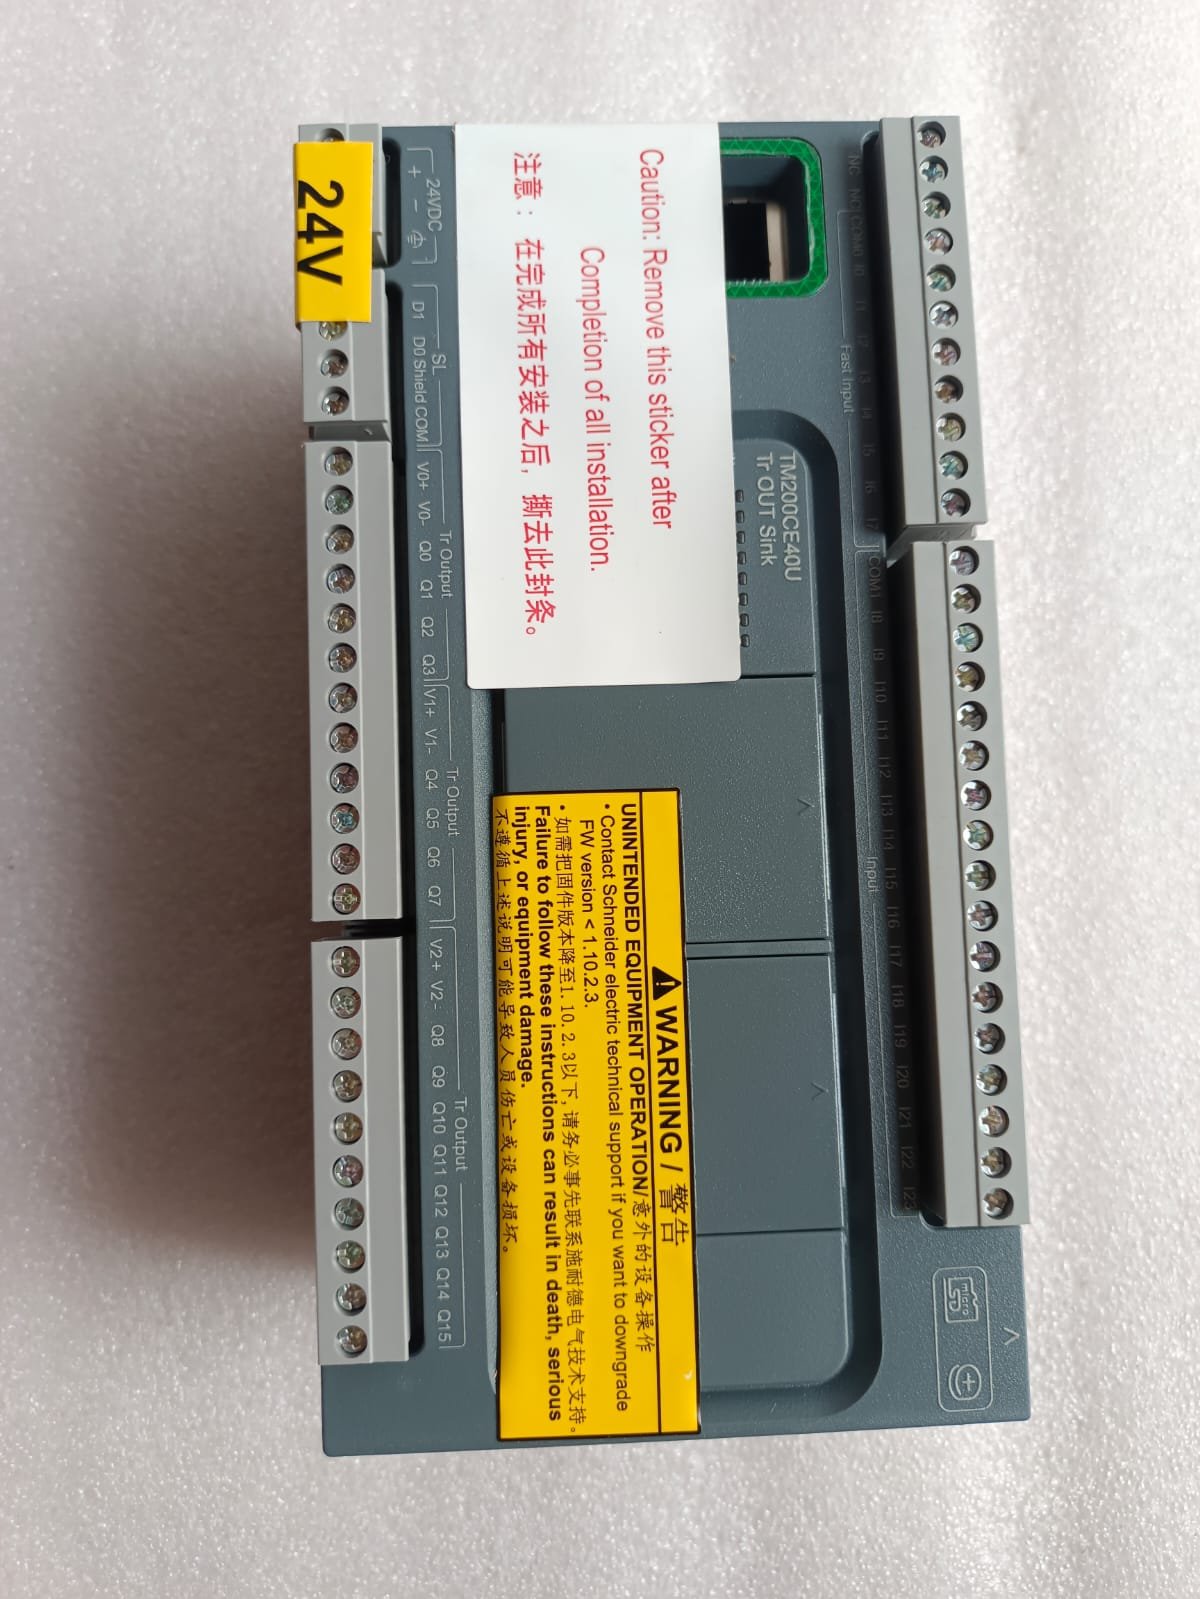 24V
24VDC
+ −
SL
D1 D0 Shield COM
Tr Output
V0+ V0- Q0 Q1 Q2 Q3
Tr Output
V1+ V1- Q4 Q5 Q6 Q7
Tr Output
V2+ V2- Q8 Q9 Q10 Q11 Q12 Q13 Q14 Q15
Caution: Remove this sticker after
Completion of all installation.
注意： 在完成所有安装之后，撕去此封条。
TM200CE40U
Tr OUT Sink
WARNING / 警告
UNINTENDED EQUIPMENT OPERATION/ 意外的设备操作
• Contact Schneider electric technical support if you want to downgrade
FW version < 1.10.2.3.
• 如需把固件版本降至1.10.2.3以下, 请务必事先联系施耐德电气技术支持。
Failure to follow these instructions can result in death, serious
injury, or equipment damage.
不遵循上述说明可能导致人员伤亡或设备损坏。
NC NC COM0 I0 I1 I2 I3 I4 I5 I6 I7
Fast Input
COM1 I8 I9 I10 I11 I12 I13 I14 I15 I16 I17 I18 I19 I20 I21 I22 I23
Input
micro
SD